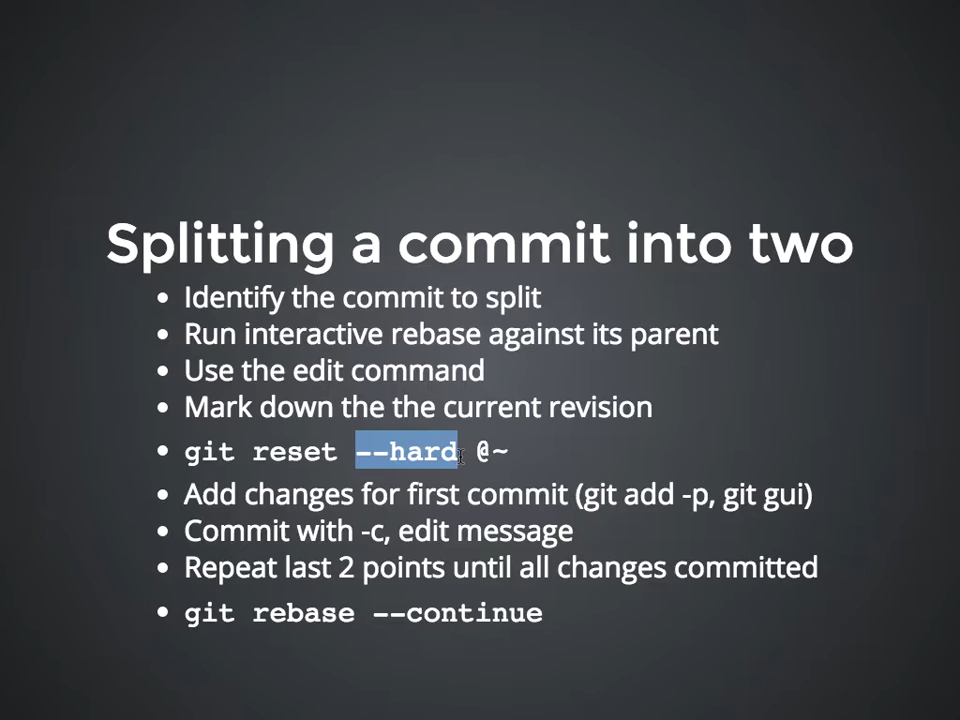 Splitting a commit into two
• Identify the commit to split
• Run interactive rebase against its parent
• Use the edit command
• Mark down the the current revision
• git reset --hard @~
• Add changes for first commit (git add -p, git gui)
• Commit with -c, edit message
• Repeat last 2 points until all changes committed
• git rebase --continue